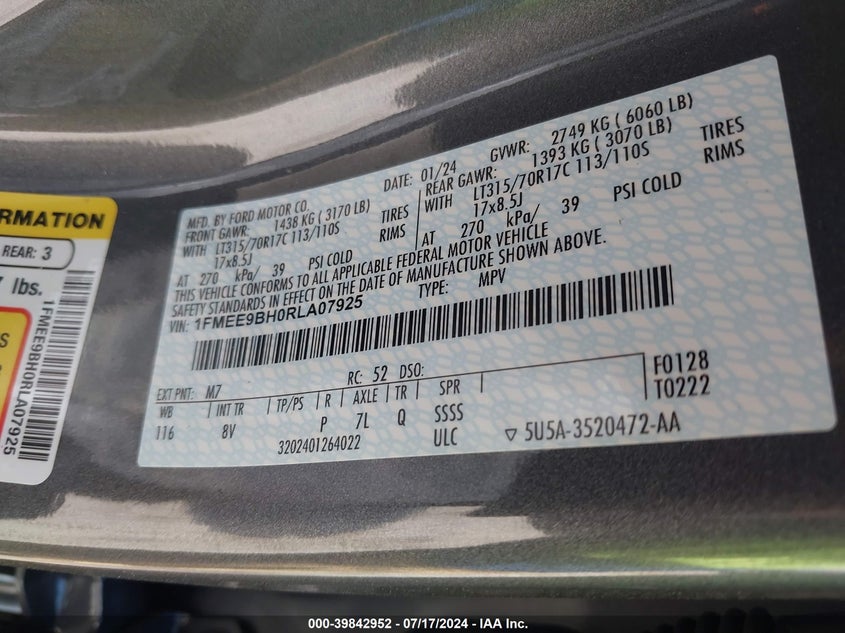 MFD. BY FORD MOTOR CO.
DATE: 01/24
GVWR: 2749 KG ( 6060 LB)
FRONT GAWR: 1438 KG ( 3170 LB)
WITH LT315/70R17C 113/110S TIRES
17x8.5J RIMS
AT 270 kPa/ 39 PSI COLD
REAR GAWR: 1393 KG ( 3070 LB)
WITH LT315/70R17C 113/110S TIRES
17x8.5J RIMS
AT 270 kPa/ 39 PSI COLD
THIS VEHICLE CONFORMS TO ALL APPLICABLE FEDERAL MOTOR VEHICLE
SAFETY STANDARDS IN EFFECT ON THE DATE OF MANUFACTURE SHOWN ABOVE.
VIN: 1FMEE9BH0RLA07925 TYPE: MPV
EXT PNT: M7 RC: 52 DSO: F0128
WB INT TR TP/PS R AXLE TR SPR T0222
116 8V P 7L Q SSSS
3202401264022 ULC ▽ 5U5A-3520472-AA
REAR: 3
lbs.
1FMEE9BH0RLA07925
000-39842952 - 07/17/2024 - IAA Inc.